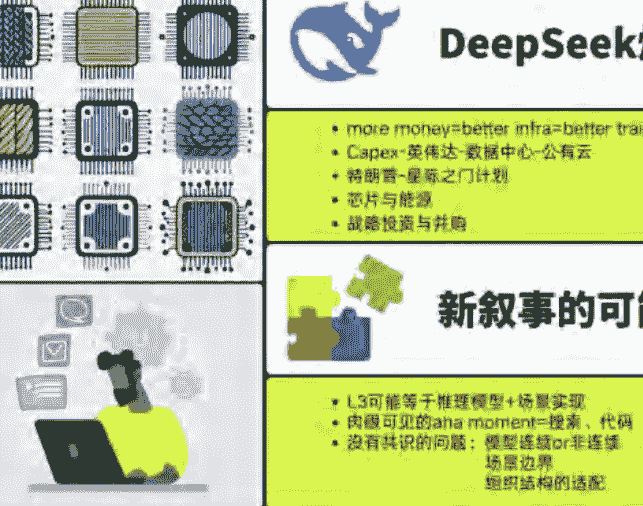 DeepSeek
more money=better infra=better
Capex-英伟达-数据中心-公有云
特朗普-星际之门计划
芯片与能源
战略投资与并购
新叙事的可能
L3可能等于推理模型+场景实现
肉眼可见的aha moment=搜索、代码
没有共识的问题：模型连续or非连续
场景边界
组织结构的适配